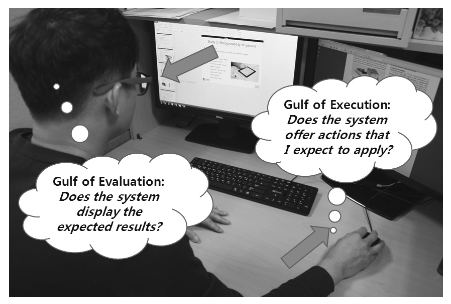 Gulf of Execution:
Does the system
offer actions that
I expect to apply?
Gulf of Evaluation:
Does the system
display the
expected results?